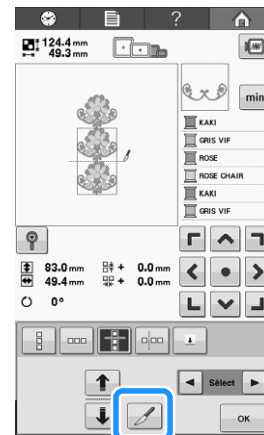 ?
124.4 mm
49.3 mm
min
KAKI
GRIS VIF
ROSE
ROSE CHAIR
KAKI
GRIS VIF
83.0 mm + 0.0 mm
49.4 mm + 0.0 mm
0°
Sélect
OK